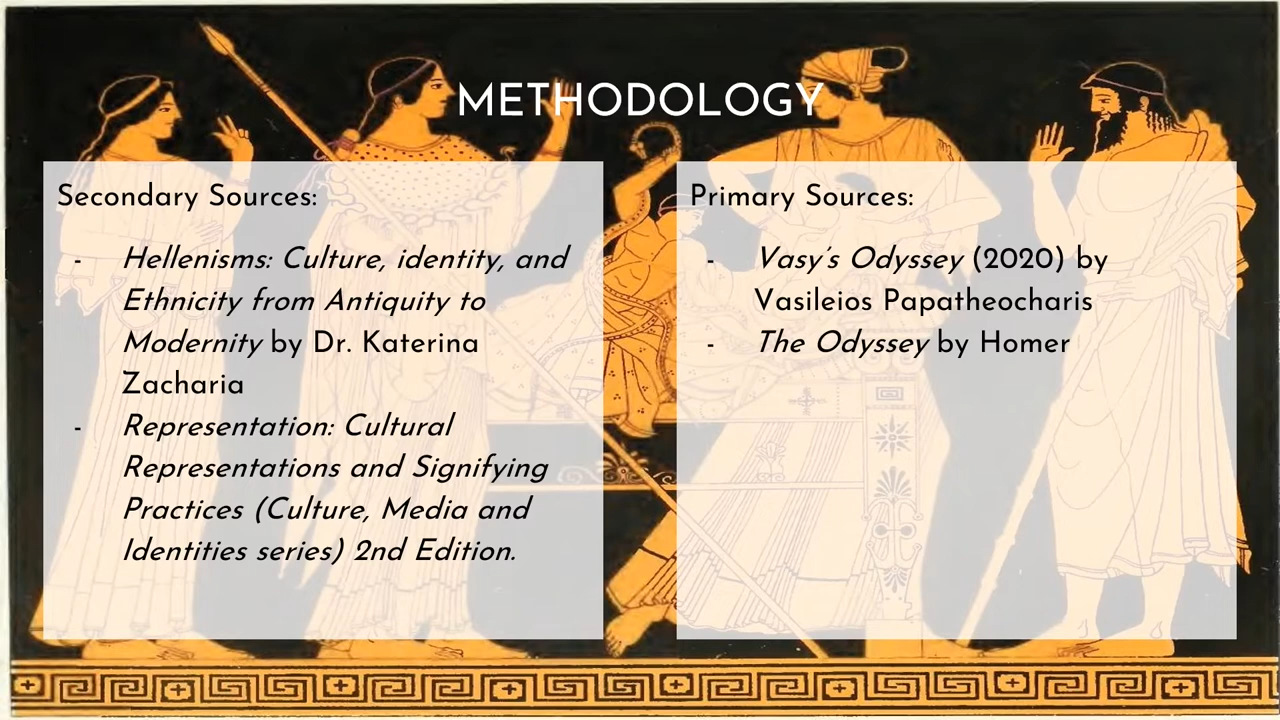 METHODOLOGY
Secondary Sources:
- Hellenisms: Culture, identity, and
Ethnicity from Antiquity to
Modernity by Dr. Katerina
Zacharia
- Representation: Cultural
Representations and Signifying
Practices (Culture, Media and
Identities series) 2nd Edition.
Primary Sources:
- Vasy's Odyssey (2020) by
Vasileios Papatheocharis
- The Odyssey by Homer